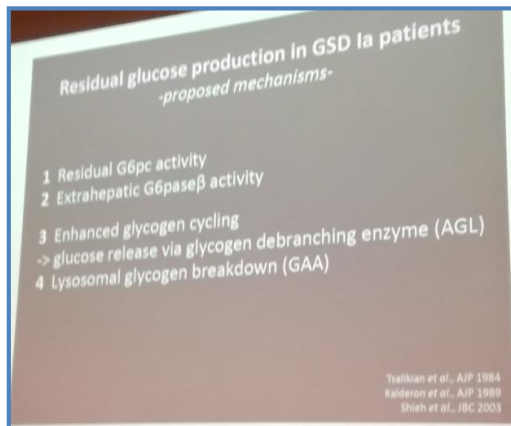 Residual glucose production in GSD Ia patients
-proposed mechanisms-
1 Residual G6pc activity
2 Extrahepatic G6paseβ activity
3 Enhanced glycogen cycling
-> glucose release via glycogen debranching enzyme (AGL)
4 Lysosomal glycogen breakdown (GAA)
Tsalikian et al., AJP 1984
Kalderon et al., AJP 1989
Shieh et al., JBC 2003